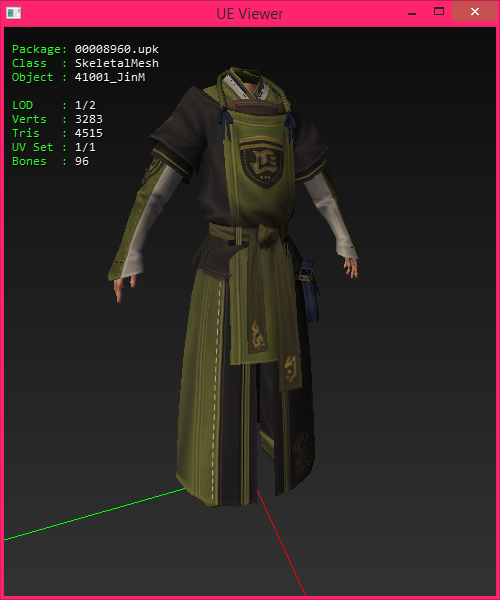 UE Viewer
Package: 00008960.upk
Class : SkeletalMesh
Object : 41001_JinM
LOD : 1/2
Verts : 3283
Tris : 4515
UV Set : 1/1
Bones : 96